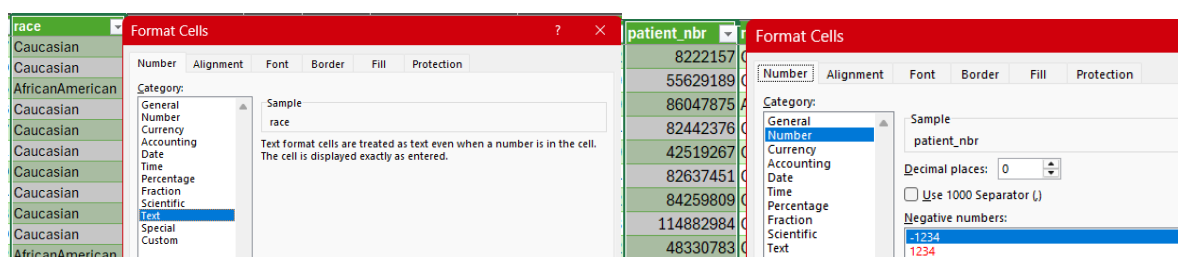 race
Caucasian
Caucasian
AfricanAmerican
Caucasian
Caucasian
Caucasian
Caucasian
Caucasian
Caucasian
AfricanAmerican
Format Cells
? ×
Number Alignment Font Border Fill Protection
Category:
General
Number
Currency
Accounting
Date
Time
Percentage
Fraction
Scientific
Text
Special
Custom
Sample
race
Text format cells are treated as text even when a number is in the cell.
The cell is displayed exactly as entered.
patient_nbr
8222157
55629189
86047875
82442376
42519267
82637451
84259809
114882984
48330783
Format Cells
Number Alignment Font Border Fill Protection
Category:
General
Number
Currency
Accounting
Date
Time
Percentage
Fraction
Scientific
Text
Sample
patient_nbr
Decimal places: 0
Use 1000 Separator (,)
Negative numbers:
-1234
1234